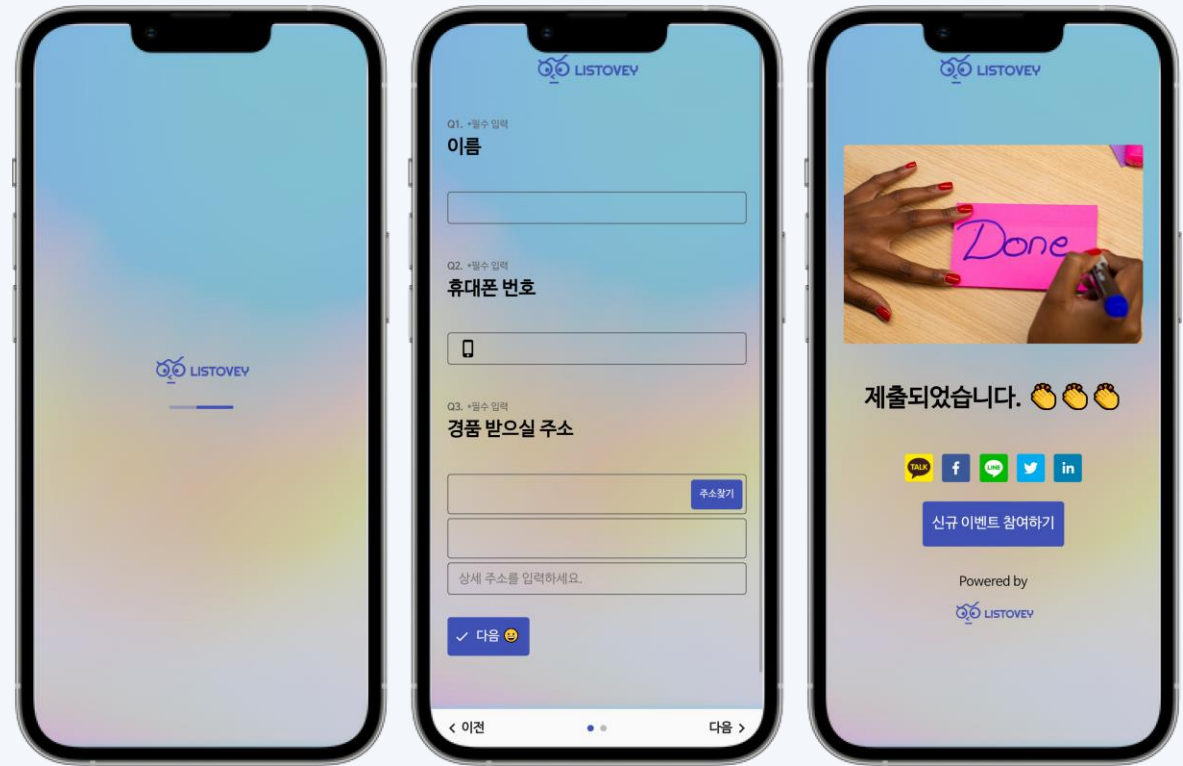 LISTOVEY
LISTOVEY
Q1. *필수 입력
이름
Q2. *필수 입력
휴대폰 번호
Q3. *필수 입력
경품 받으실 주소
주소찾기
상세 주소를 입력하세요.
✓ 다음 😀
< 이전
다음 >
LISTOVEY
Done
제출되었습니다. 👏👏👏
TALK
f
LINE
in
신규 이벤트 참여하기
Powered by
LISTOVEY